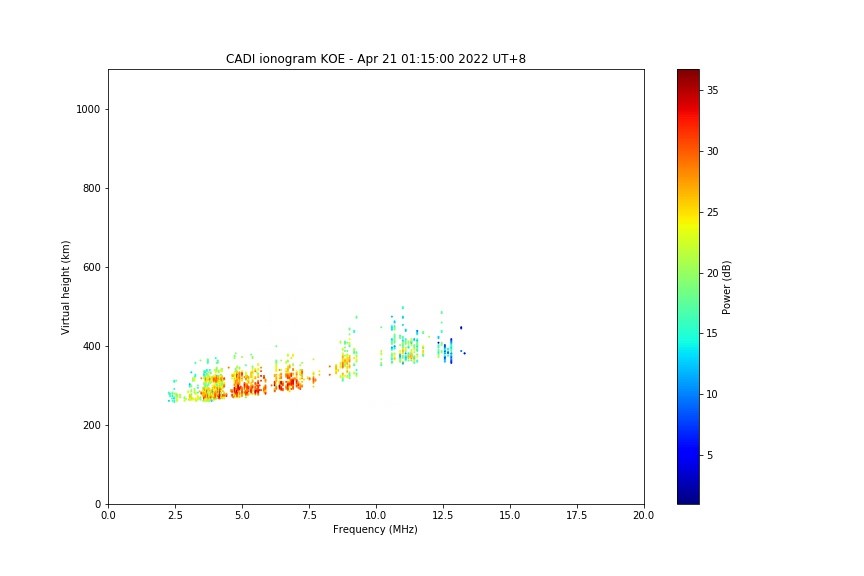 CADI ionogram KOE - Apr 21 01:15:00 2022 UT+8
1000
800
600
400
200
0
Virtual height (km)
0.0 2.5 5.0 7.5 10.0 12.5 15.0 17.5 20.0
Frequency (MHz)
35
30
25
20
15
10
5
Power (dB)